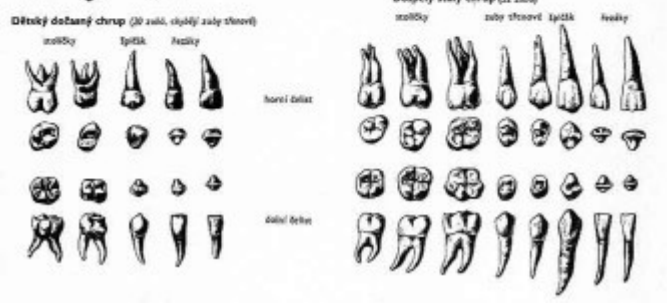 Dětský dočasný chrup (20 zubů, chybějí zuby třenové)
stoličky špičák řezáky
stoličky zuby třenové špičák řezáky
horní čelist
dolní čelist